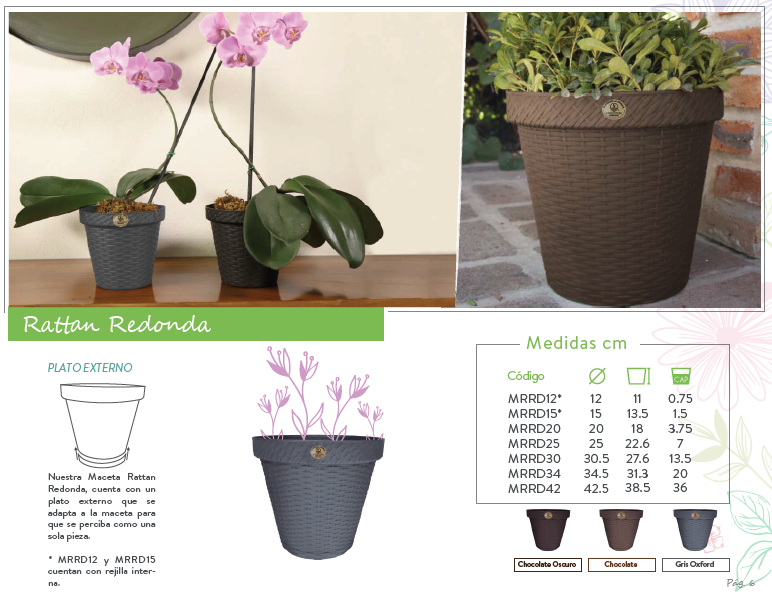 Rattan Redonda
PLATO EXTERNO
Nuestra Maceta Rattan
Redonda, cuenta con un
plato externo que se
adapta a la maceta para
que se perciba como una
sola pieza.
* MRRD12 y MRRD15
cuentan con rejilla inter-
na.
Medidas cm
Código CAP
MRRD12* 12 11 0.75
MRRD15* 15 13.5 1.5
MRRD20 20 18 3.75
MRRD25 25 22.6 7
MRRD30 30.5 27.6 13.5
MRRD34 34.5 31.3 20
MRRD42 42.5 38.5 36
Chocolate Oscuro Chocolate Gris Oxford
Pág. 6